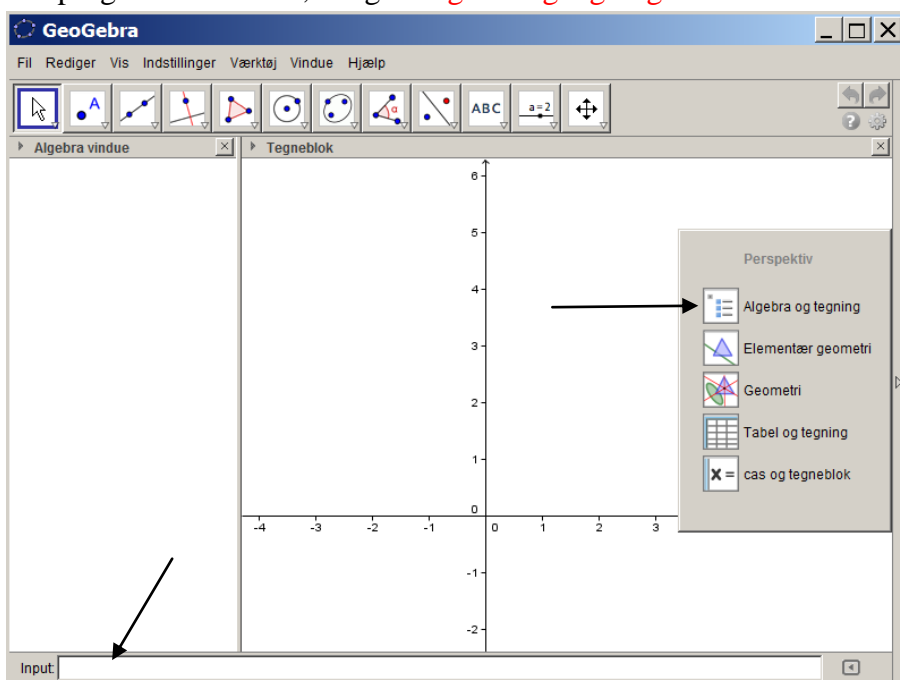 GeoGebra
Fil Rediger Vis Indstillinger Værktøj Vindue Hjælp
A α ABC a=2
Algebra vindue
Tegneblok
Perspektiv
Algebra og tegning
Elementær geometri
Geometri
Tabel og tegning
X = cas og tegneblok
6
5
4
3
2
1
0
-4 -3 -2 -1 0 1 2 3
-1
-2
Input: